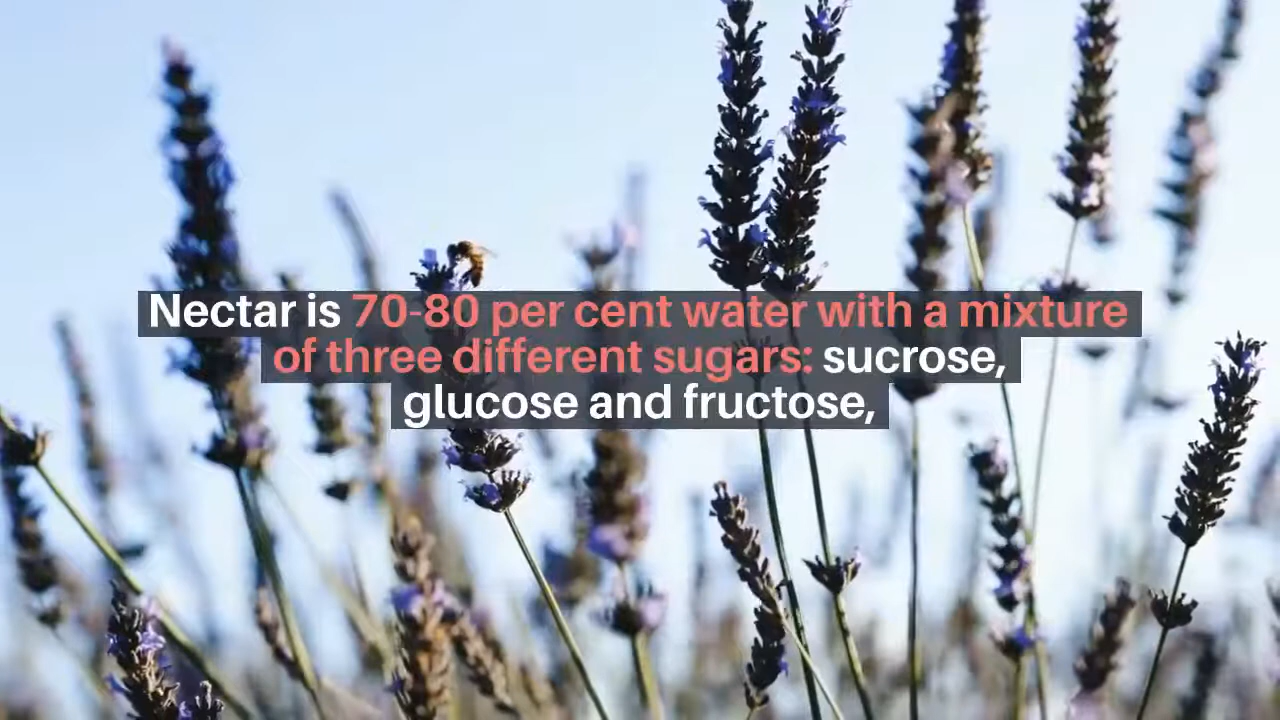 Nectar is 70-80 per cent water with a mixture
of three different sugars: sucrose,
glucose and fructose,